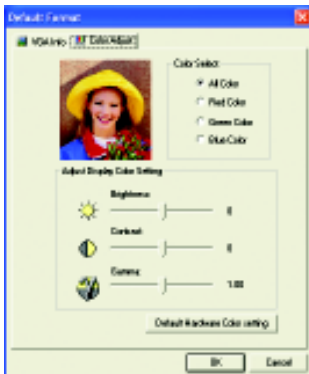 Default Format
VGA Info
Color Adjust
Color Select
All Color
Red Color
Green Color
Blue Color
Adjust Display Color Setting
Brightness:
0
Contrast:
0
Gamma:
1.00
Default Hardware Color setting
OK
Cancel